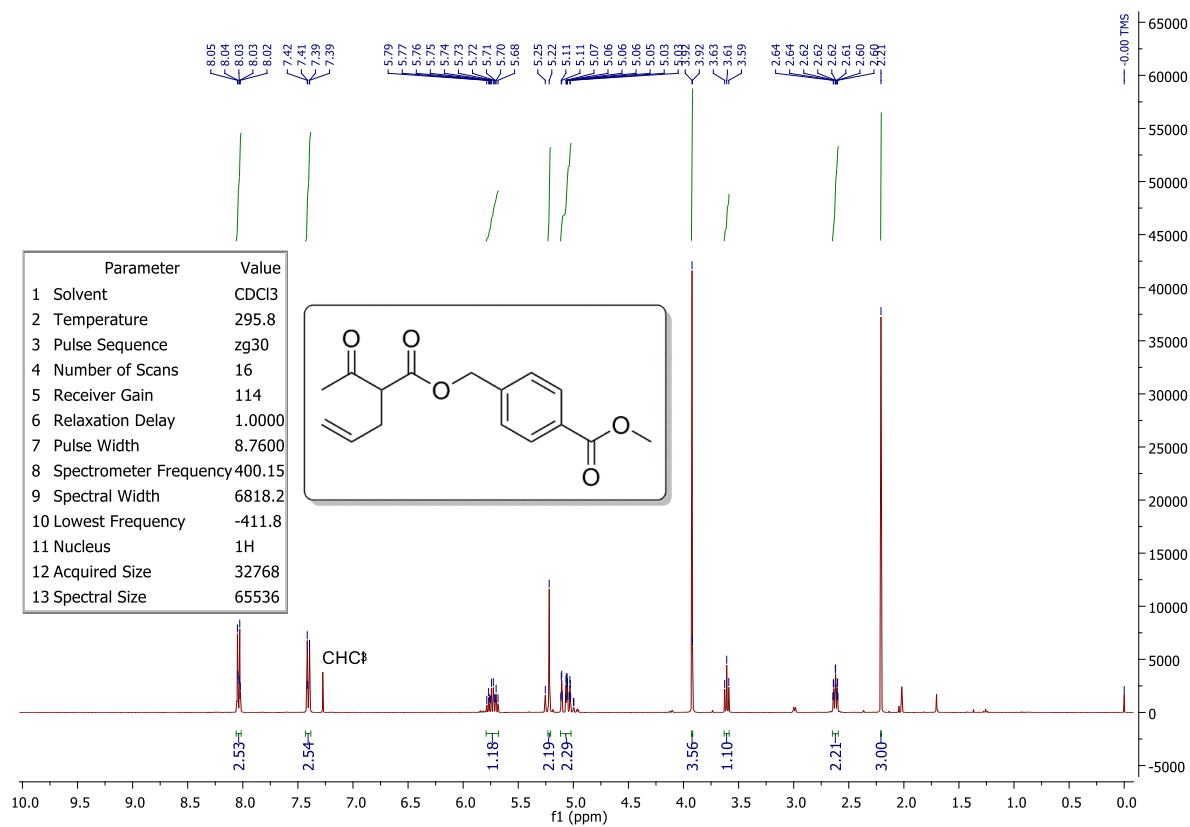 8.05 8.04 8.03 8.03 8.02 7.42 7.41 7.39 7.39 5.79 5.77 5.76 5.75 5.74 5.73 5.72 5.71 5.70 5.68 5.25 5.22 5.11 5.11 5.07 5.06 5.06 5.06 5.05 5.03 3.92 3.92 3.63 3.61 3.59 2.64 2.64 2.62 2.62 2.62 2.61 2.60 2.60 2.21 -0.00 TMS
65000
60000
55000
50000
45000
40000
35000
30000
25000
20000
15000
10000
5000
0
-5000
Parameter Value
1 Solvent CDCl3
2 Temperature 295.8
3 Pulse Sequence zg30
4 Number of Scans 16
5 Receiver Gain 114
6 Relaxation Delay 1.0000
7 Pulse Width 8.7600
8 Spectrometer Frequency 400.15
9 Spectral Width 6818.2
10 Lowest Frequency -411.8
11 Nucleus 1H
12 Acquired Size 32768
13 Spectral Size 65536
O O
O
O
O
CHCl3
2.53 2.54 1.18 2.19 2.29 3.56 1.10 2.21 3.00
10.0 9.5 9.0 8.5 8.0 7.5 7.0 6.5 6.0 5.5 5.0 4.5 4.0 3.5 3.0 2.5 2.0 1.5 1.0 0.5 0.0
f1 (ppm)